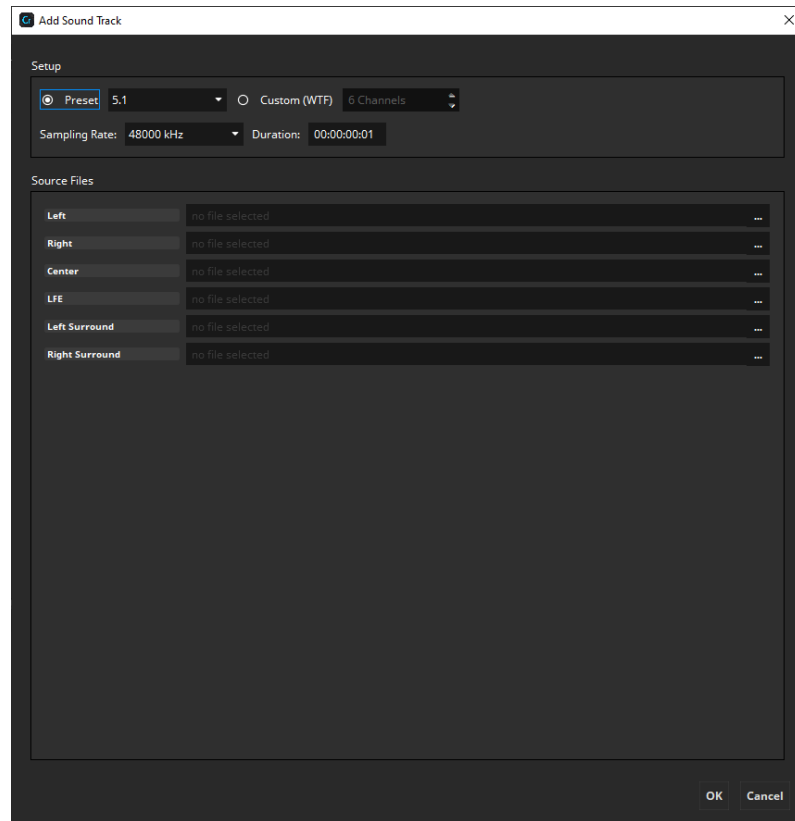 Cr Add Sound Track
Setup
Preset 5.1 Custom (WTF) 6 Channels
Sampling Rate: 48000 kHz Duration: 00:00:00:01
Source Files
Left no file selected ...
Right no file selected ...
Center no file selected ...
LFE no file selected ...
Left Surround no file selected ...
Right Surround no file selected ...
OK Cancel